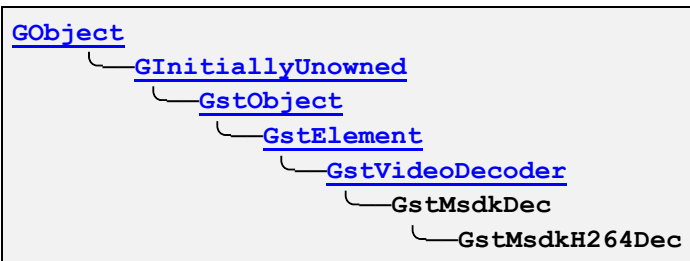 GObject
GInitiallyUnowned
GstObject
GstElement
GstVideoDecoder
GstMsdkDec
GstMsdkH264Dec